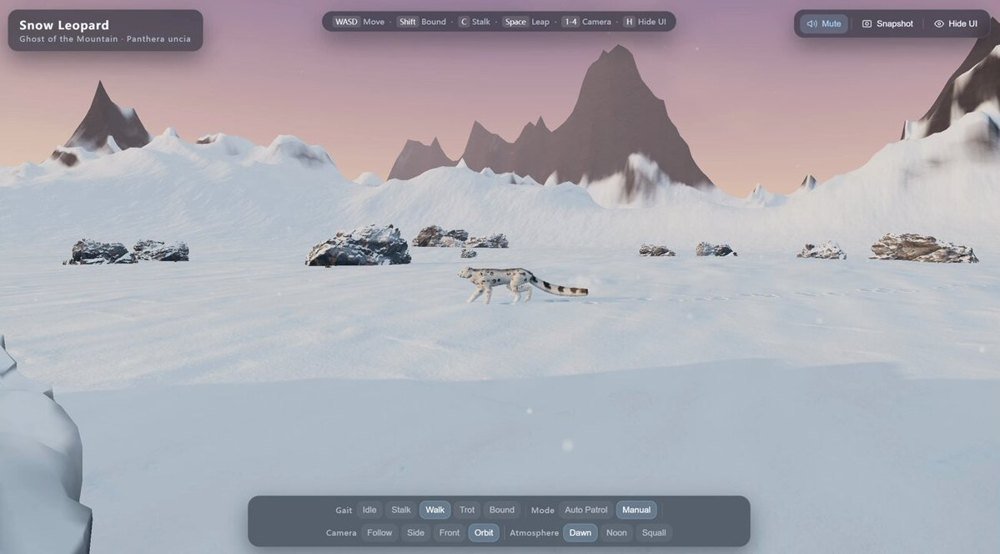 Snow Leopard
Ghost of the Mountain · Panthera uncia
WASD Move · Shift Bound · C Stalk · Space Leap · 1-4 Camera · H Hide UI
Mute Snapshot Hide UI
Gait Idle Stalk Walk Trot Bound Mode Auto Patrol Manual
Camera Follow Side Front Orbit Atmosphere Dawn Noon Squall